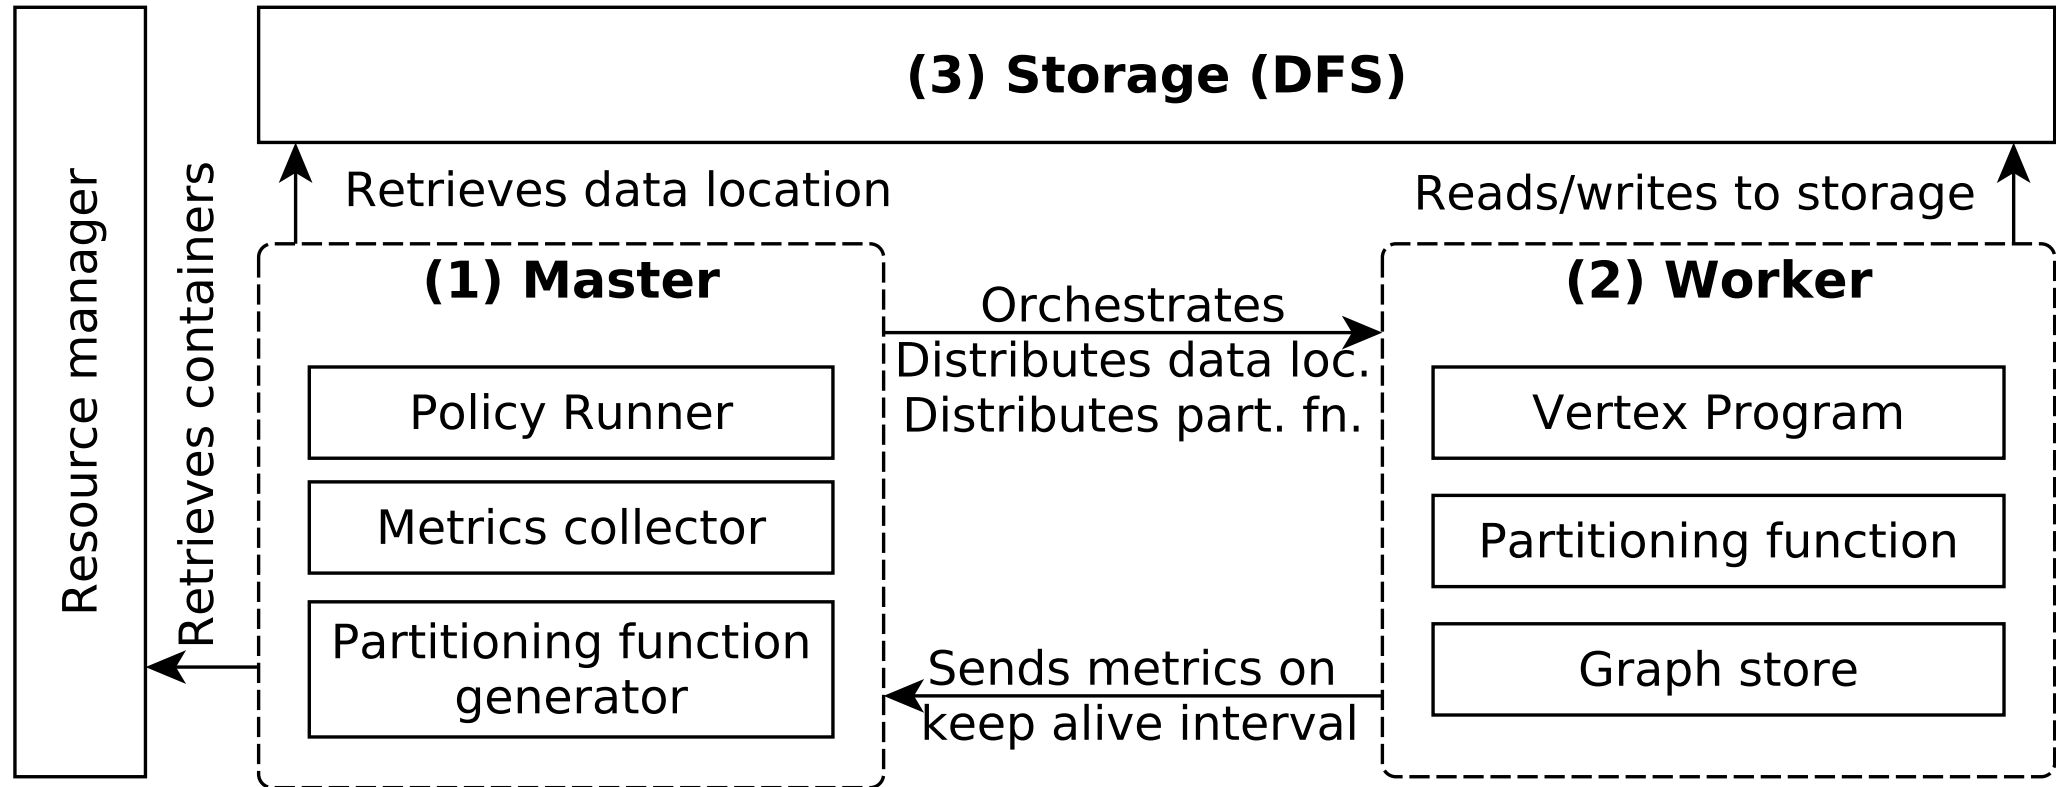 (3) Storage (DFS)
Resource manager
Retrieves containers
Retrieves data location
Reads/writes to storage
(1) Master
Policy Runner
Metrics collector
Partitioning function
generator
Orchestrates
Distributes data loc.
Distributes part. fn.
Sends metrics on
keep alive interval
(2) Worker
Vertex Program
Partitioning function
Graph store